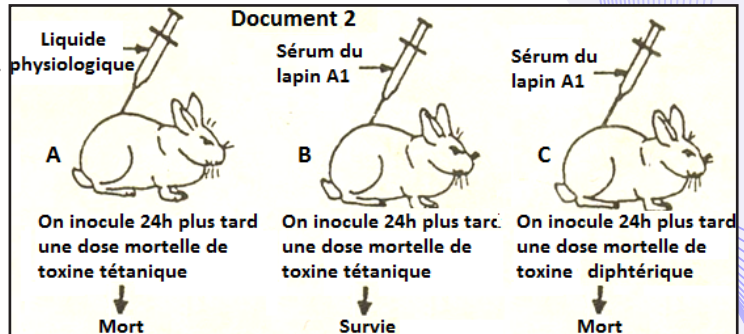 Document 2
Liquide
physiologique
Sérum du
lapin A1
Sérum du
lapin A1
A
B
C
On inocule 24h plus tard
une dose mortelle de
toxine tétanique
Mort
On inocule 24h plus tard
une dose mortelle de
toxine tétanique
Survie
On inocule 24h plus tard
une dose mortelle de
toxine diphtérique
Mort